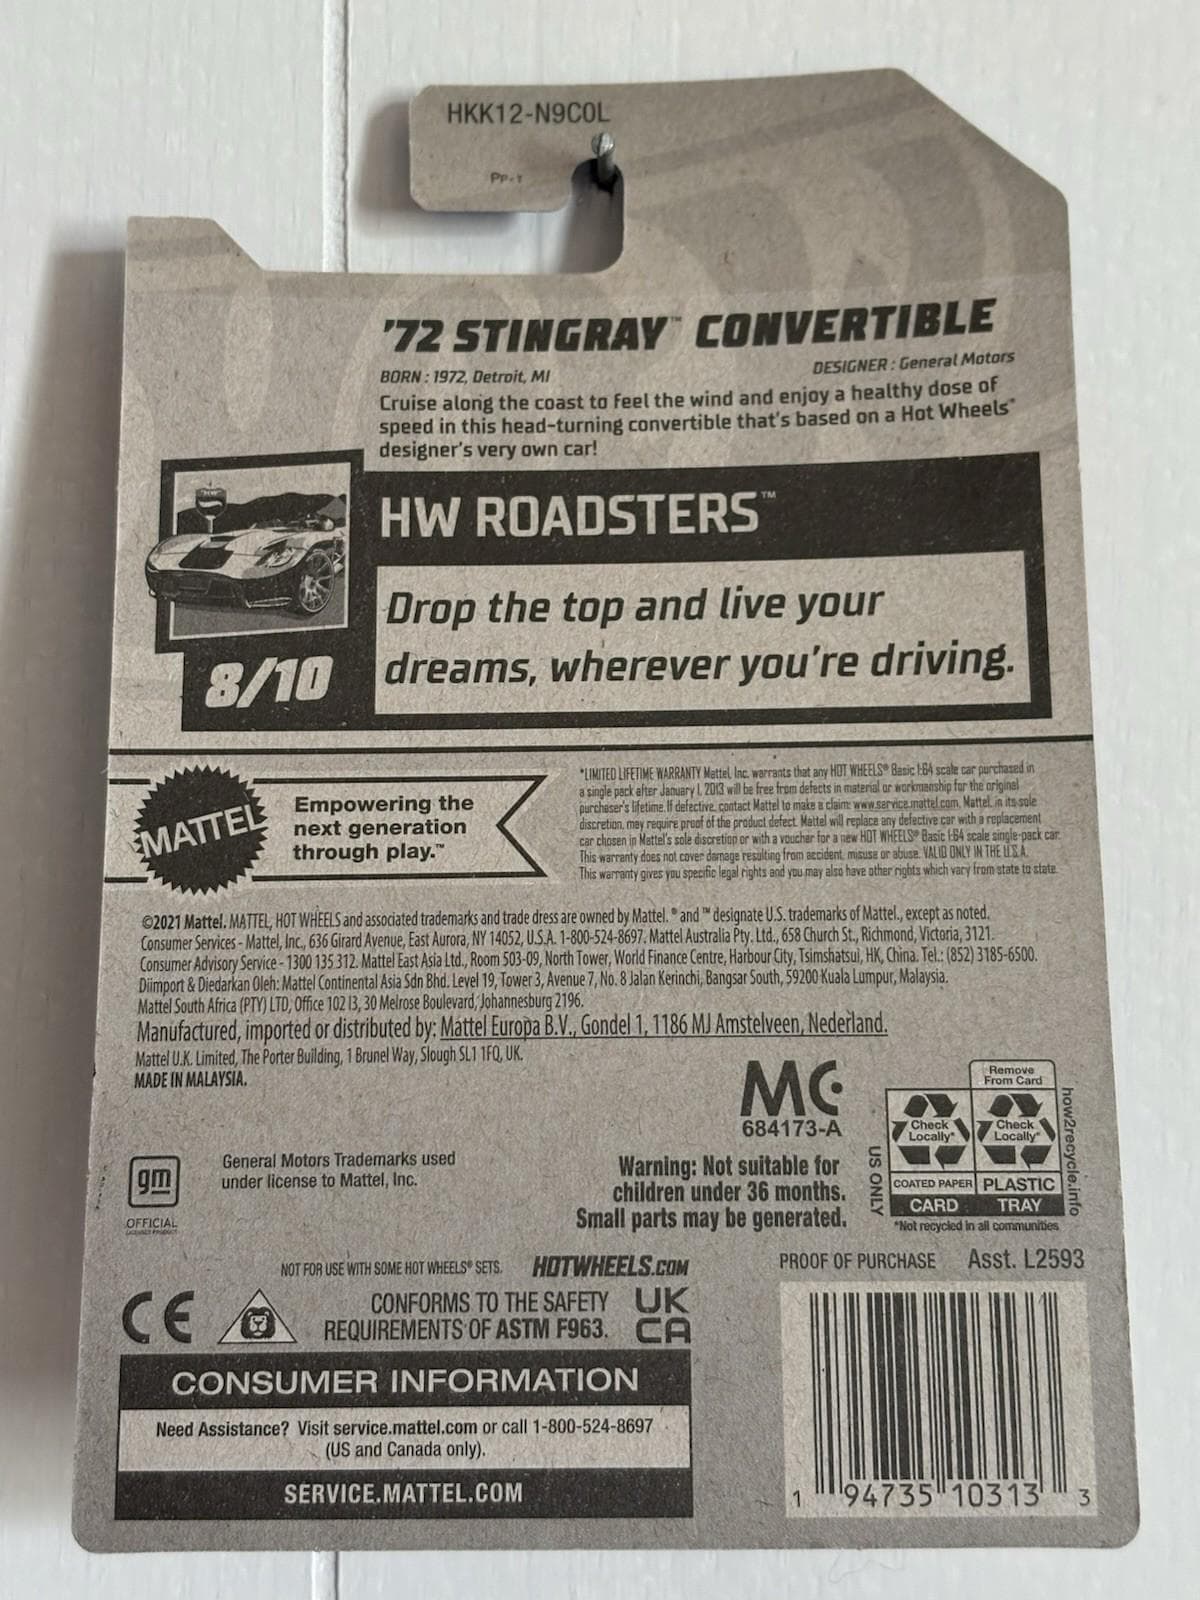 HKK12-N9C0L
PP-1
'72 STINGRAY™ CONVERTIBLE
BORN : 1972, Detroit, MI
DESIGNER : General Motors
Cruise along the coast to feel the wind and enjoy a healthy dose of
speed in this head-turning convertible that's based on a Hot Wheels®
designer's very own car!
HW ROADSTERS™
Drop the top and live your
dreams, wherever you're driving.
8/10
MATTEL
Empowering the
next generation
through play.™
*LIMITED LIFETIME WARRANTY Mattel, Inc. warrants that any HOT WHEELS® Basic 1:64 scale car purchased in
a single pack after January 1, 2013 will be free from defects in material or workmanship for the original
purchaser's lifetime. If defective, contact Mattel to make a claim: www.service.mattel.com. Mattel, in its sole
discretion, may require proof of the product defect. Mattel will replace any defective car with a replacement
car chosen in Mattel's sole discretion or with a voucher for a new HOT WHEELS® Basic 1:64 scale single-pack car.
This warranty does not cover damage resulting from accident, misuse or abuse. VALID ONLY IN THE U.S.A.
This warranty gives you specific legal rights and you may also have other rights which vary from state to state.
©2021 Mattel. MATTEL, HOT WHEELS and associated trademarks and trade dress are owned by Mattel. ® and ™ designate U.S. trademarks of Mattel., except as noted.
Consumer Services - Mattel, Inc., 636 Girard Avenue, East Aurora, NY 14052, U.S.A. 1-800-524-8697. Mattel Australia Pty. Ltd., 658 Church St., Richmond, Victoria, 3121.
Consumer Advisory Service - 1300 135 312. Mattel East Asia Ltd., Room 503-09, North Tower, World Finance Centre, Harbour City, Tsimshatsui, HK, China. Tel.: (852) 3185-6500.
Diimport & Diedarkan Oleh: Mattel Continental Asia Sdn Bhd. Level 19, Tower 3, Avenue 7, No. 8 Jalan Kerinchi, Bangsar South, 59200 Kuala Lumpur, Malaysia.
Mattel South Africa (PTY) LTD, Office 102 I3, 30 Melrose Boulevard, Johannesburg 2196.
Manufactured, imported or distributed by: Mattel Europa B.V., Gondel 1, 1186 MJ Amstelveen, Nederland.
Mattel U.K. Limited, The Porter Building, 1 Brunel Way, Slough SL1 1FQ, UK.
MADE IN MALAYSIA.
MC
684173-A
Remove
From Card
Check
Locally*
Check
Locally*
COATED PAPER
PLASTIC
CARD
TRAY
US ONLY
how2recycle.info
*Not recycled in all communities
gm
OFFICIAL
LICENSED PRODUCT
General Motors Trademarks used
under license to Mattel, Inc.
Warning: Not suitable for
children under 36 months.
Small parts may be generated.
NOT FOR USE WITH SOME HOT WHEELS® SETS.
HOTWHEELS.COM
PROOF OF PURCHASE
Asst. L2593
CE
CONFORMS TO THE SAFETY
REQUIREMENTS OF ASTM F963.
UK
CA
CONSUMER INFORMATION
Need Assistance? Visit service.mattel.com or call 1-800-524-8697
(US and Canada only).
SERVICE.MATTEL.COM
1 94735 10313 3